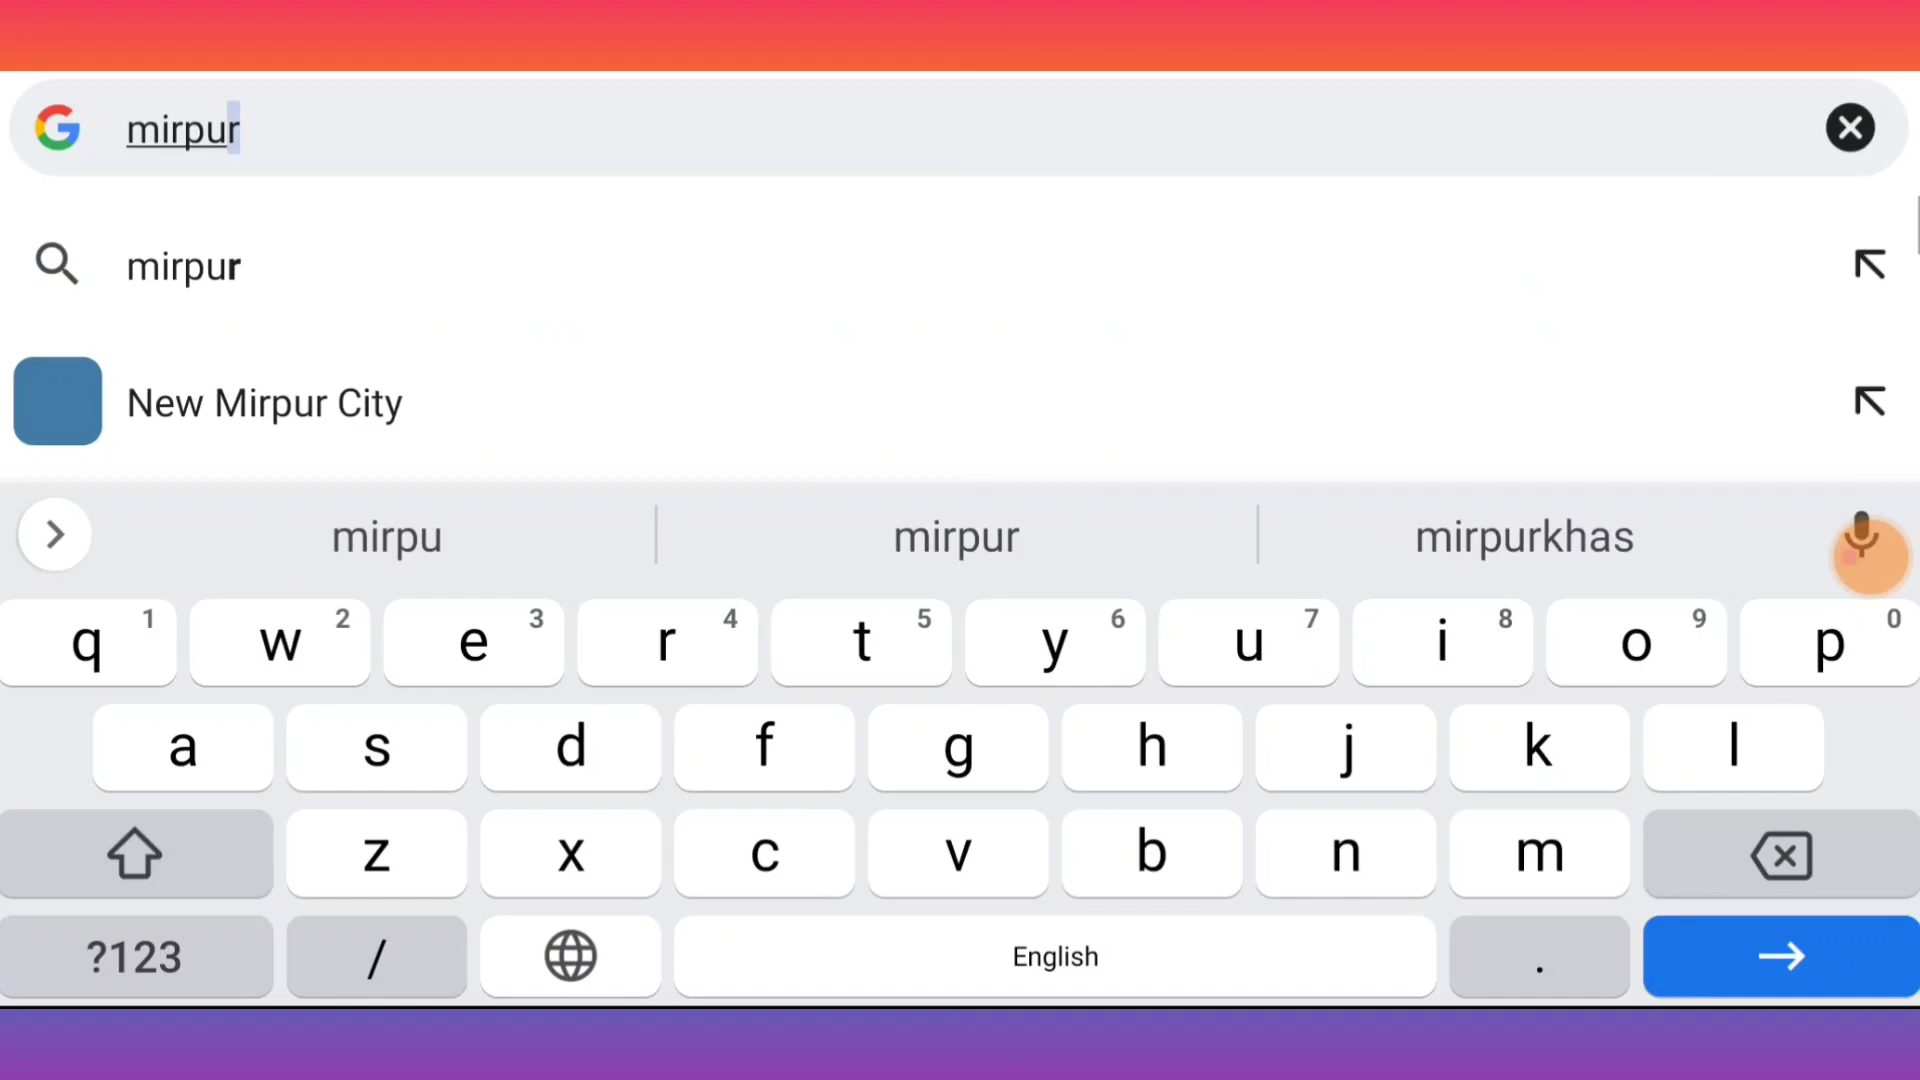 mirpur
mirpur
New Mirpur City
mirpu mirpur mirpurkhas
q 1 w 2 e 3 r 4 t 5 y 6 u 7 i 8 o 9 p 0
a s d f g h j k l
z x c v b n m
?123 / English .